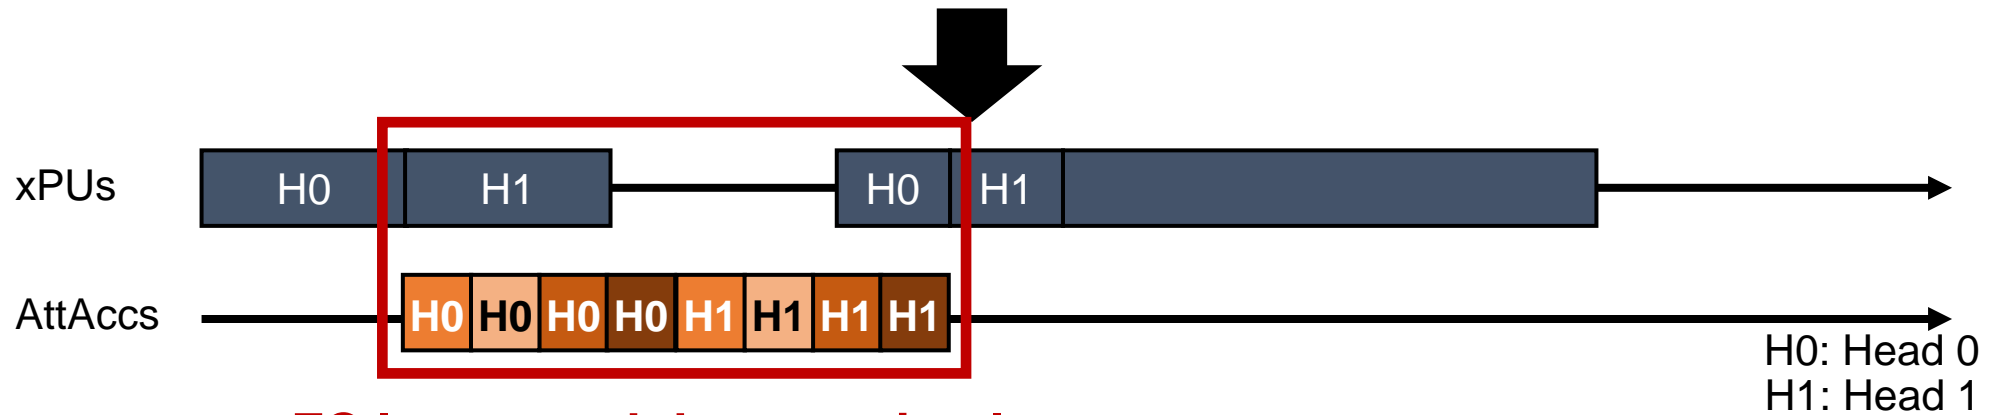 xPUs H0 H1 H0 H1
AttAccs H0 H0 H0 H0 H1 H1 H1 H1
H0: Head 0
H1: Head 1